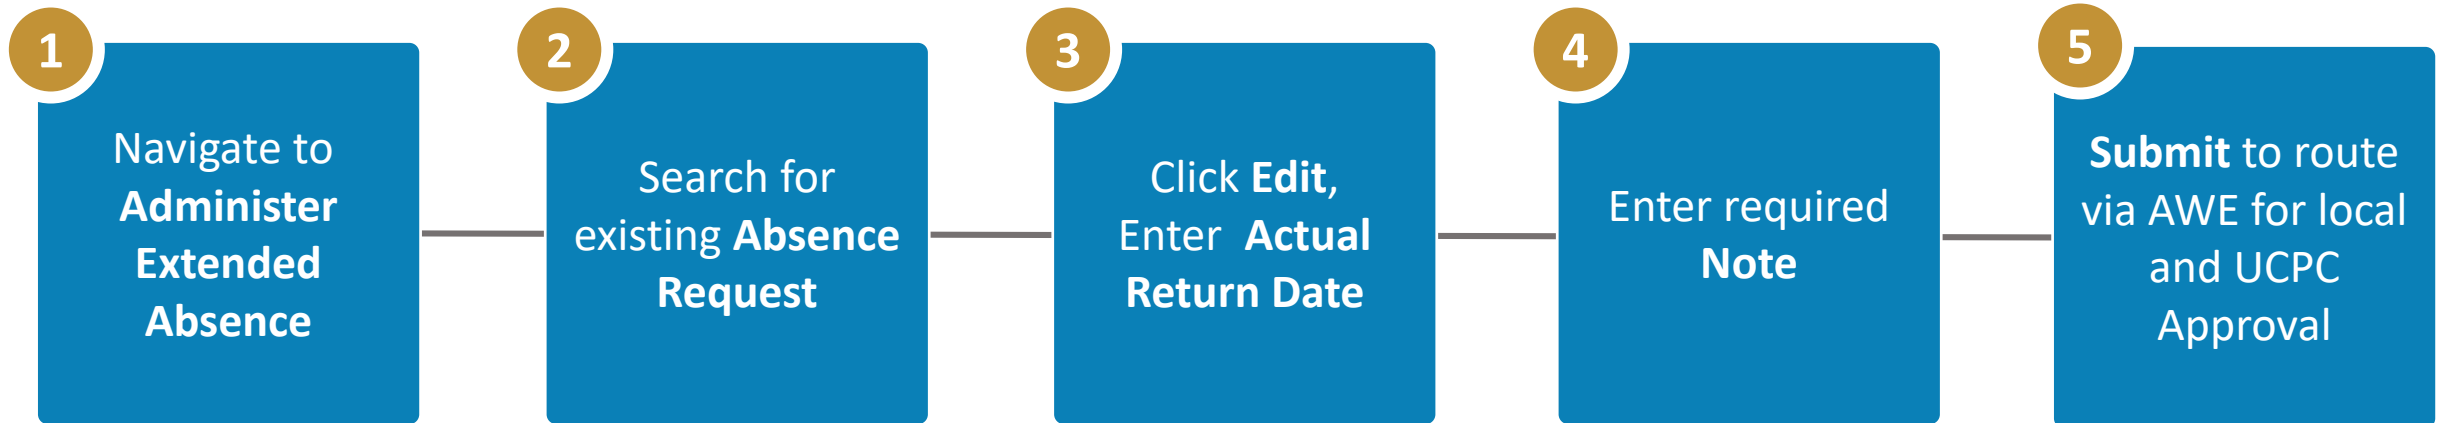 1
Navigate to
Administer
Extended
Absence
2
Search for
existing Absence
Request
3
Click Edit,
Enter Actual
Return Date
4
Enter required
Note
5
Submit to route
via AWE for local
and UCPC
Approval